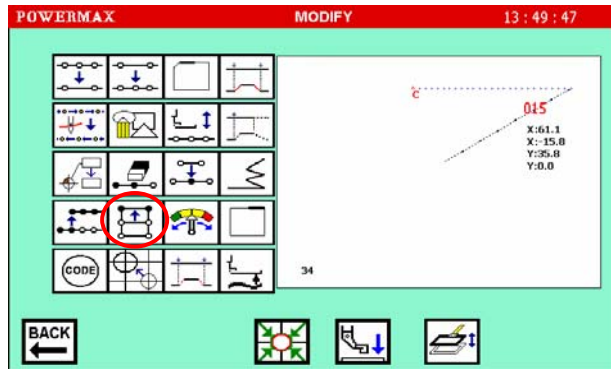 POWERMAX MODIFY 13:49:47
C
015
X:61.1
X:-15.8
Y:35.8
Y:0.0
CODE
34
BACK